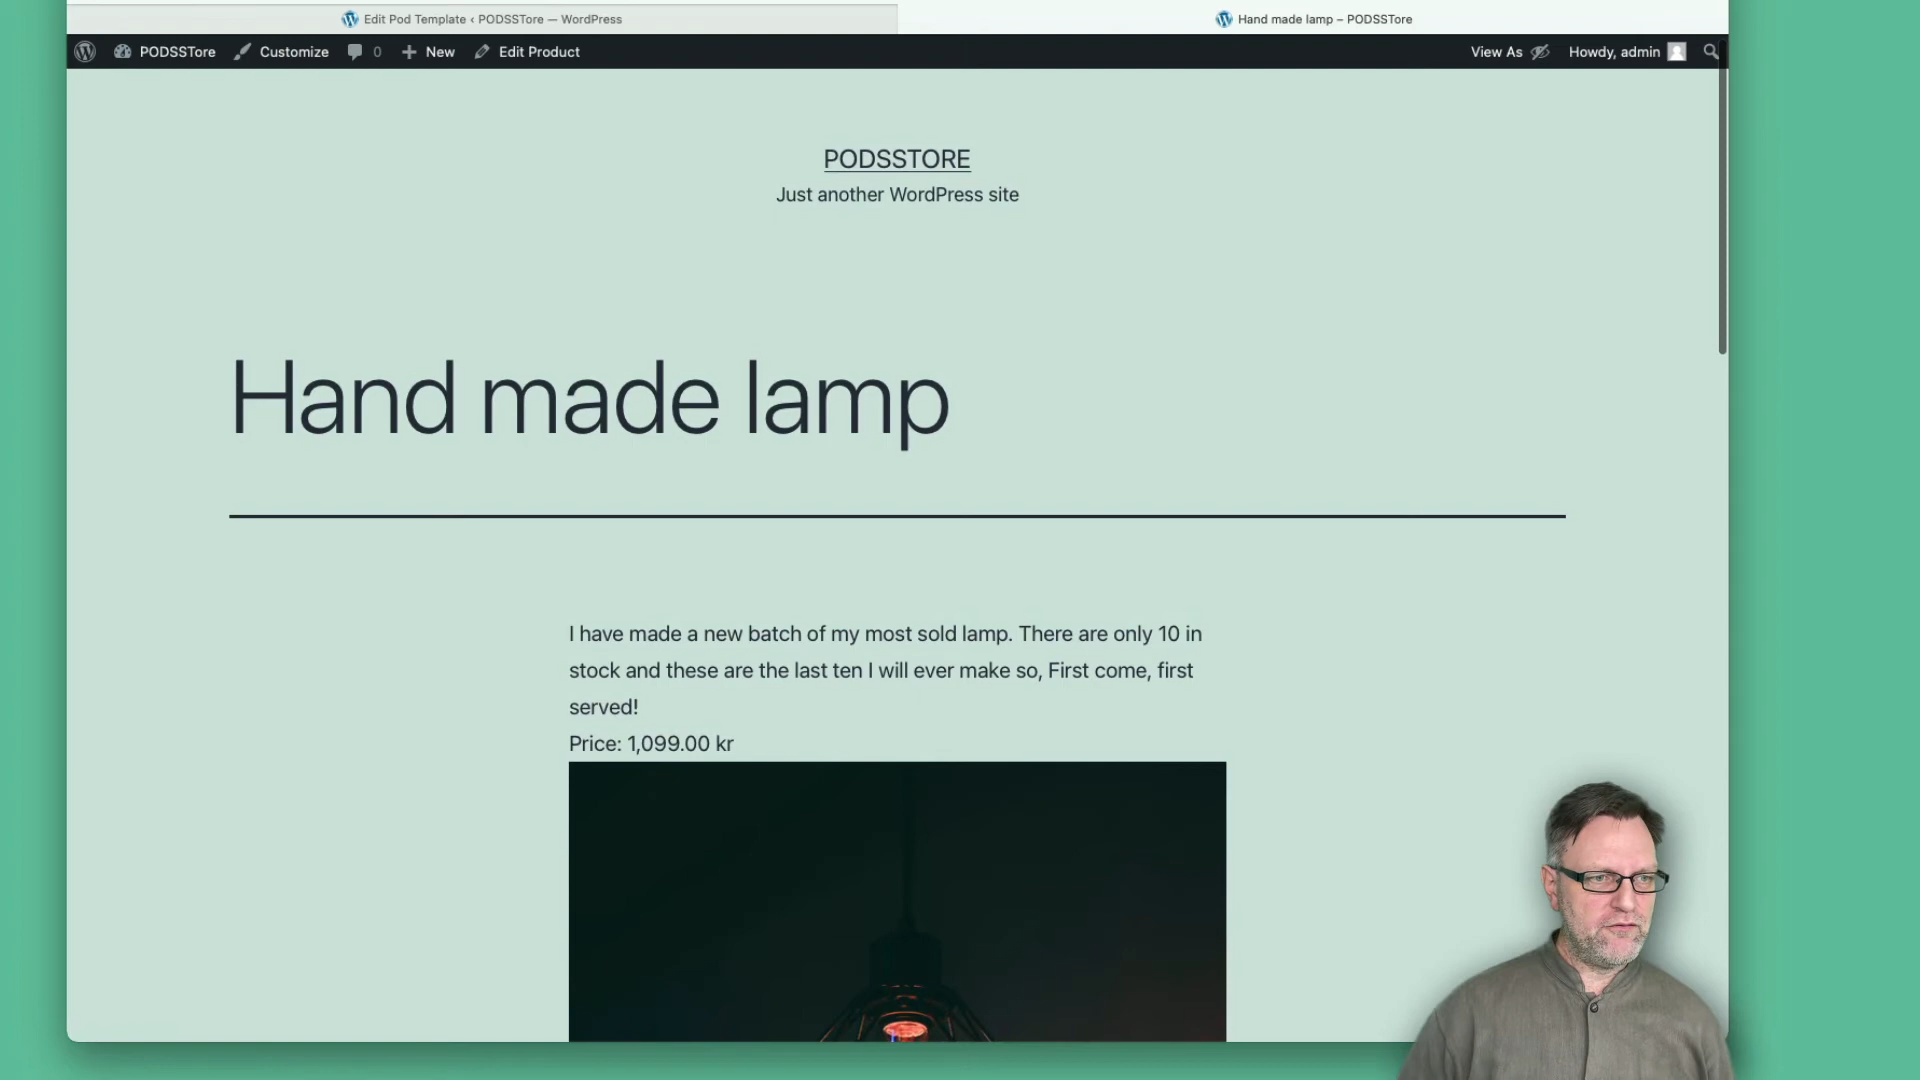 Edit Pod Template ‹ PODSSTore — WordPress
Hand made lamp – PODSSTore
PODSSTore
Customize
0
New
Edit Product
View As
Howdy, admin
PODSSTORE
Just another WordPress site
Hand made lamp
I have made a new batch of my most sold lamp. There are only 10 in
stock and these are the last ten I will ever make so, First come, first
served!
Price: 1,099.00 kr